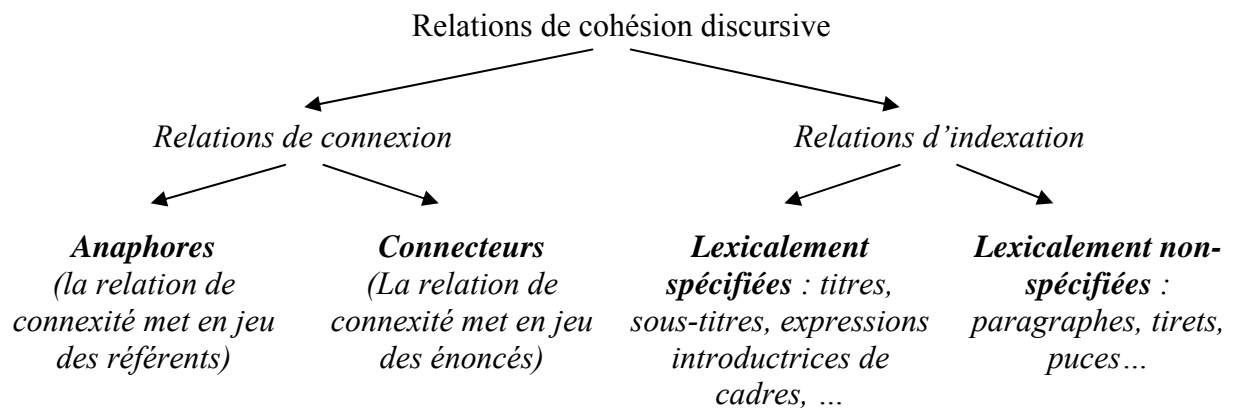 Relations de cohésion discursive
Relations de connexion
Relations d’indexation
Anaphores
(la relation de
connexité met en jeu
des référents)
Connecteurs
(La relation de
connexité met en jeu
des énoncés)
Lexicalement
spécifiées : titres,
sous-titres, expressions
introductrices de
cadres, …
Lexicalement non-
spécifiées :
paragraphes, tirets,
puces…